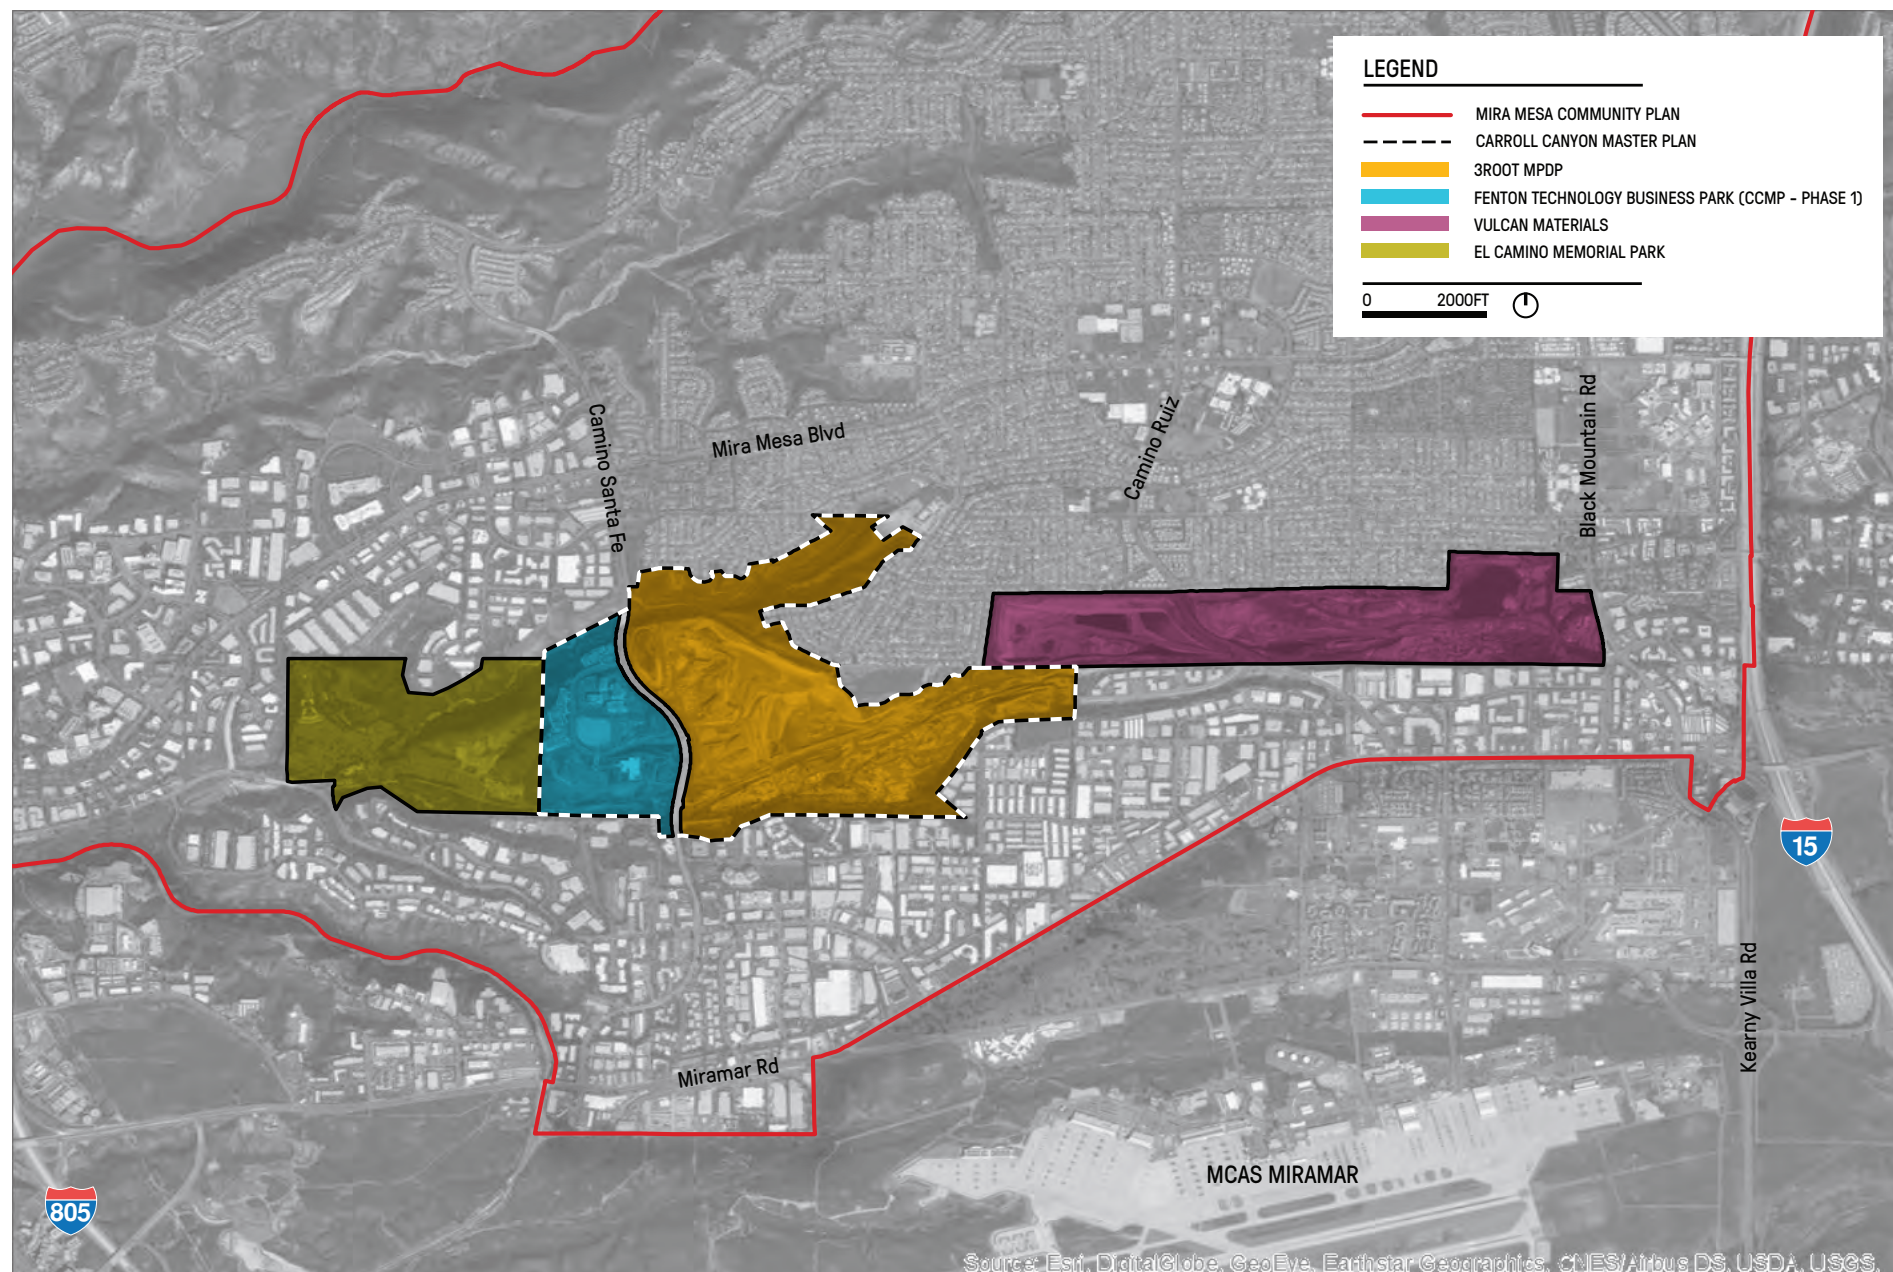 LEGEND
MIRA MESA COMMUNITY PLAN
CARROLL CANYON MASTER PLAN
3ROOT MPDP
FENTON TECHNOLOGY BUSINESS PARK (CCMP - PHASE 1)
VULCAN MATERIALS
EL CAMINO MEMORIAL PARK
0 2000FT
Camino Santa Fe
Mira Mesa Blvd
Camino Ruiz
Black Mountain Rd
15
Kearny Villa Rd
Miramar Rd
MCAS MIRAMAR
805
Source: Esri, DigitalGlobe, GeoEye, Earthstar Geographics, CNES/Airbus DS, USDA, USGS,